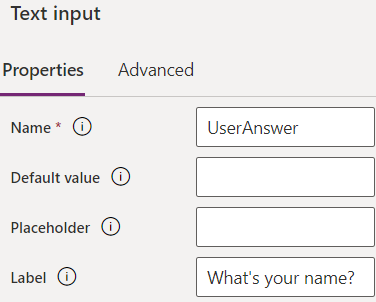 Text input
Properties Advanced
Name * UserAnswer
Default value
Placeholder
Label What's your name?